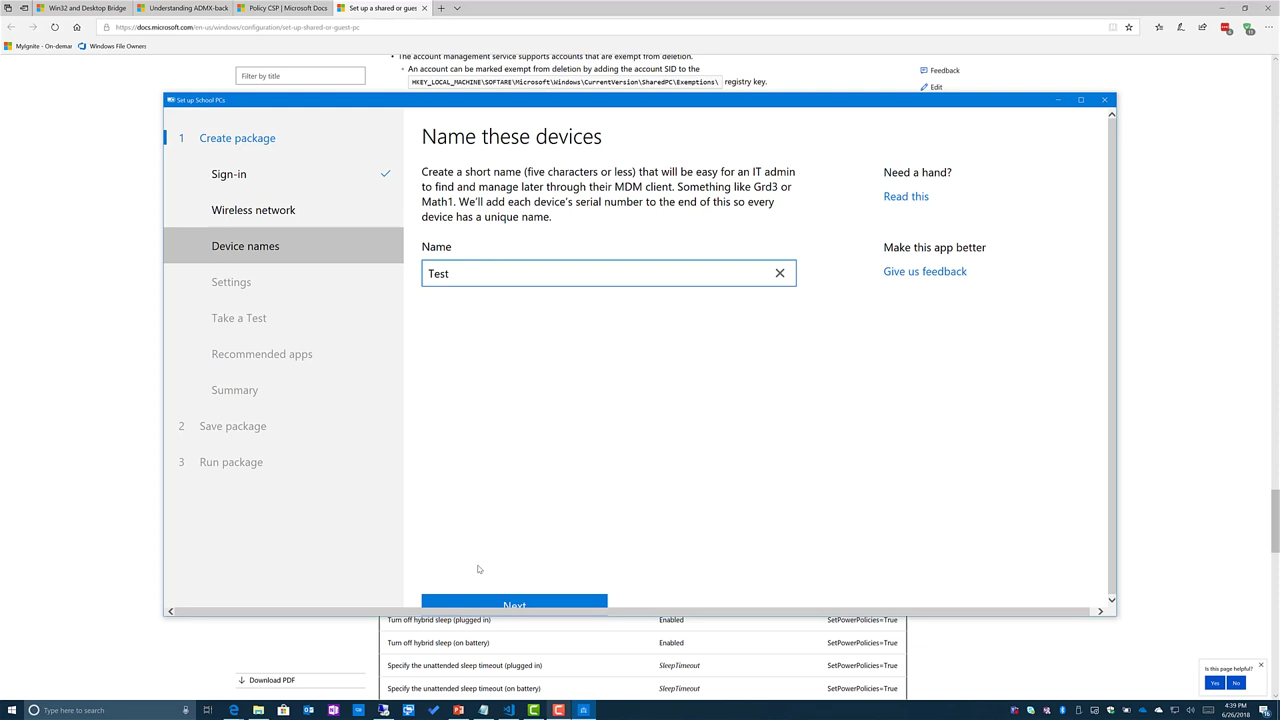 Win32 and Desktop Bridge
Understanding ADMX-back
Policy CSP | Microsoft Docs
Set up a shared or gues
https://docs.microsoft.com/en-us/windows/configuration/set-up-shared-or-guest-pc
MyIgnite - On-demar
Windows File Owners
The account management service supports accounts that are exempt from deletion.
An account can be marked exempt from deletion by adding the account SID to the
HKEY_LOCAL_MACHINE\SOFTARE\Microsoft\Windows\CurrentVersion\SharedPC\Exemptions\ registry key.
Filter by title
Feedback
Edit
Set up School PCs
1 Create package
Sign-in
Wireless network
Device names
Settings
Take a Test
Recommended apps
Summary
2 Save package
3 Run package
Name these devices
Create a short name (five characters or less) that will be easy for an IT admin
to find and manage later through their MDM client. Something like Grd3 or
Math1. We'll add each device's serial number to the end of this so every
device has a unique name.
Name
Test
Next
Need a hand?
Read this
Make this app better
Give us feedback
Turn off hybrid sleep (plugged in) Enabled SetPowerPolicies=True
Turn off hybrid sleep (on battery) Enabled SetPowerPolicies=True
Specify the unattended sleep timeout (plugged in) SleepTimeout SetPowerPolicies=True
Specify the unattended sleep timeout (on battery) SleepTimeout SetPowerPolicies=True
Download PDF
Is this page helpful?
Yes No
Type here to search
4:39 PM
6/26/2018